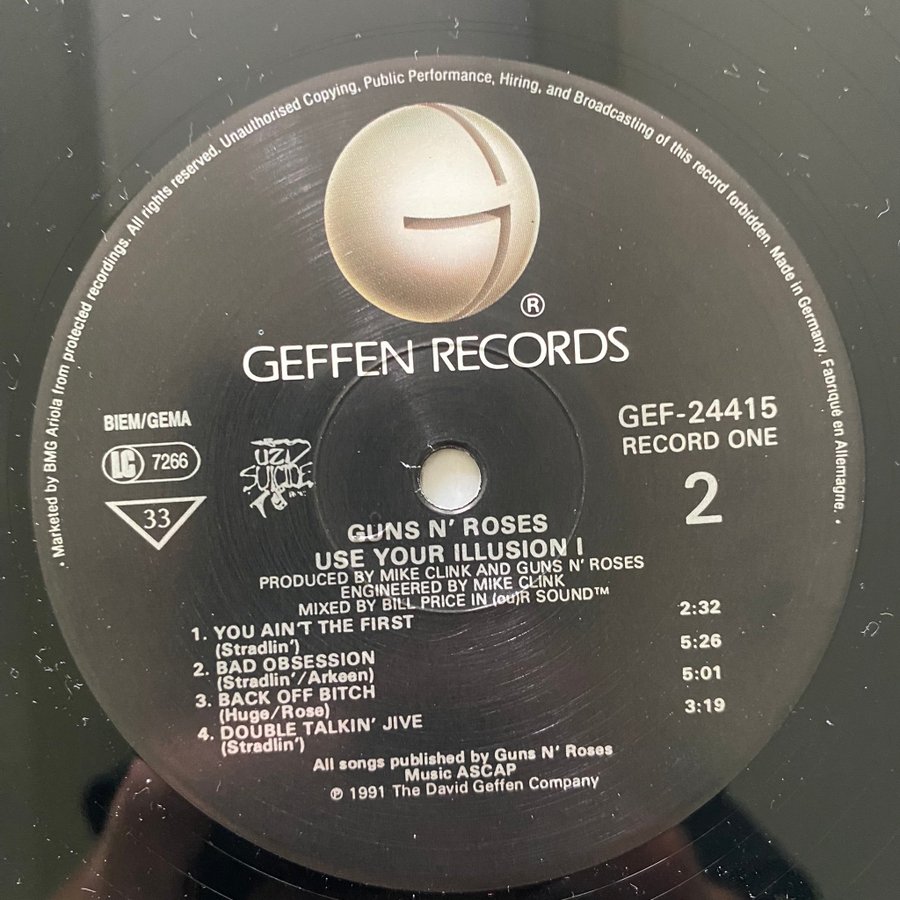 • Marketed by BMG Ariola from protected recordings. All rights reserved. Unauthorised Copying, Public Performance, Hiring, and Broadcasting of this record forbidden. Made in Germany. Fabriqué en Allemagne. •
®
GEFFEN RECORDS
BIEM/GEMA
GEF-24415
RECORD ONE
LC 7266
UZI
SUICIDE
33
2
GUNS N' ROSES
USE YOUR ILLUSION I
PRODUCED BY MIKE CLINK AND GUNS N' ROSES
ENGINEERED BY MIKE CLINK
MIXED BY BILL PRICE IN (ou)R SOUND™
1. YOU AIN'T THE FIRST 2:32
(Stradlin')
2. BAD OBSESSION 5:26
(Stradlin'/Arkeen)
3. BACK OFF BITCH 5:01
(Huge/Rose)
4. DOUBLE TALKIN' JIVE 3:19
(Stradlin')
All songs published by Guns N' Roses
Music ASCAP
℗ 1991 The David Geffen Company